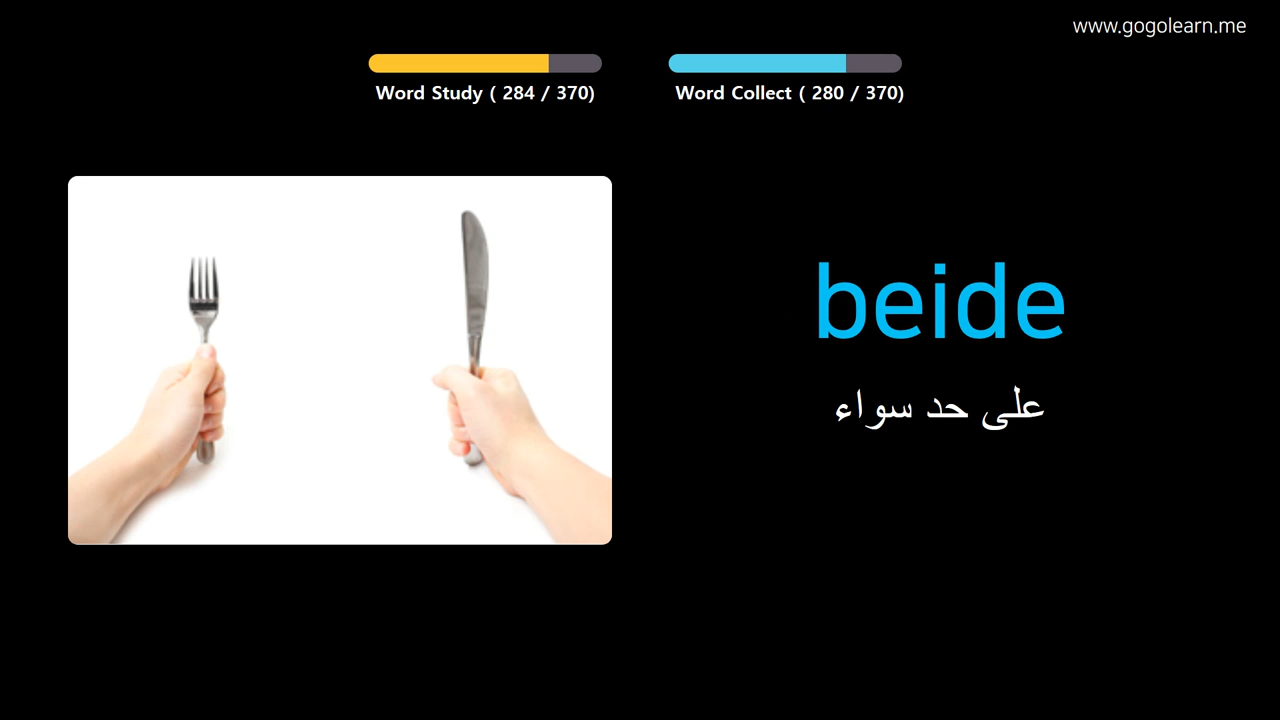 www.gogolearn.me
Word Study ( 284 / 370)
Word Collect ( 280 / 370)
beide
على حد سواء